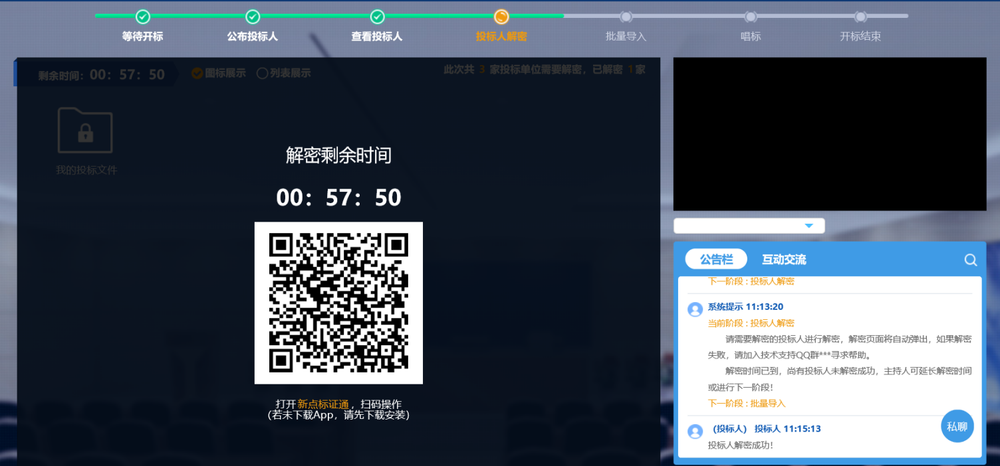 等待开标
公布投标人
查看投标人
投标人解密
批量导入
唱标
开标结束
剩余时间：00：57：50
图标展示
列表展示
此次共 3 家投标单位需要解密，已解密 1家
我的投标文件
解密剩余时间
00：57：50
打开新点标证通，扫码操作
(若未下载App，请先下载安装)
公告栏
互动交流
下一阶段 : 投标人解密
系统提示 11:13:20
当前阶段 : 投标人解密
请需要解密的投标人进行解密，解密页面将自动弹出，如果解密
失败，请加入技术支持QQ群***寻求帮助。
解密时间已到，尚有投标人未解密成功，主持人可延长解密时间
或进行下一阶段！
下一阶段 : 批量导入
（投标人） 投标人 11:15:13
投标人解密成功！
私聊